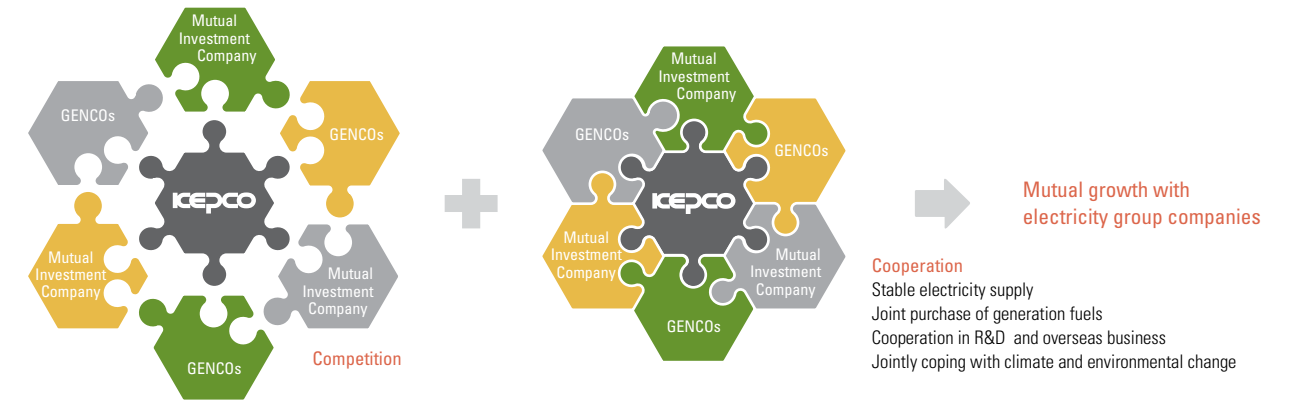 Mutual
Investment
Company
GENCOs
GENCOs
KEPCO
Mutual
Investment
Company
Mutual
Investment
Company
GENCOs
Competition
Mutual
Investment
Company
GENCOs
GENCOs
KEPCO
Mutual
Investment
Company
Mutual
Investment
Company
GENCOs
Mutual growth with
electricity group companies
Cooperation
Stable electricity supply
Joint purchase of generation fuels
Cooperation in R&D and overseas business
Jointly coping with climate and environmental change